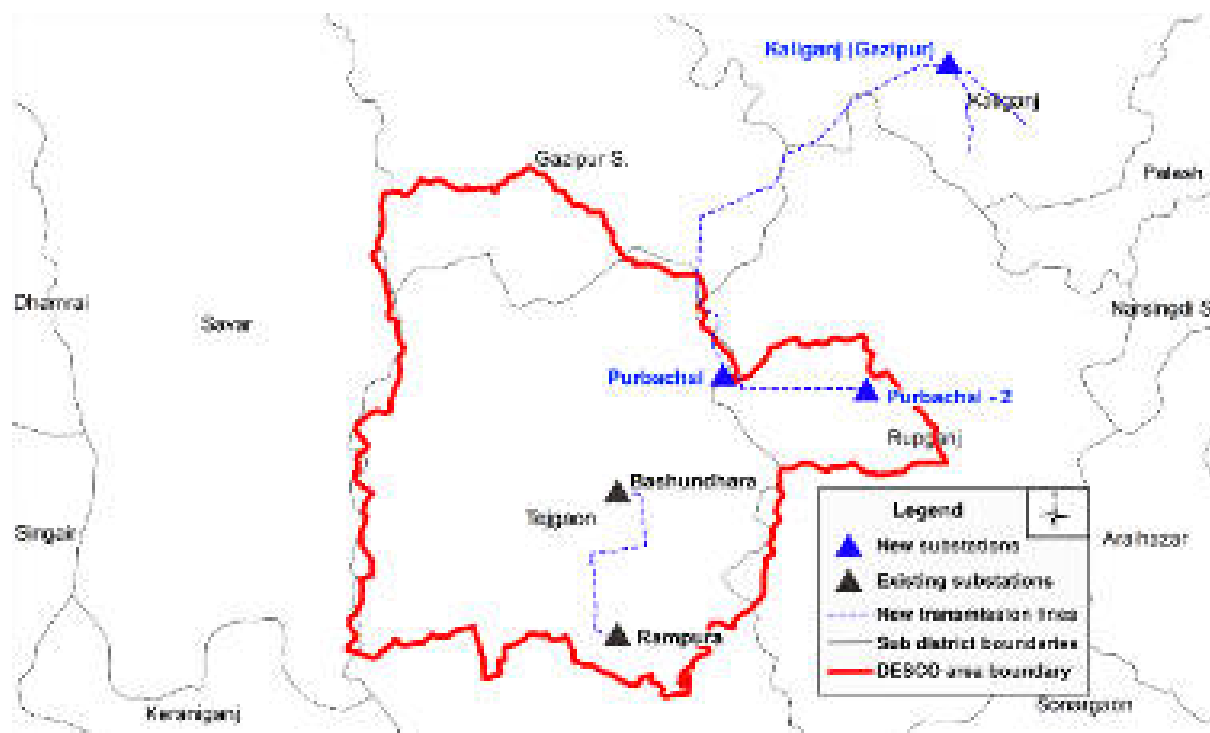 Kaliganj (Gazipur)
Kaliganj
Gazipur S.
Palash
Dhamrai
Savar
Narsingdi S
Purbachal
Purbachal - 2
Rupganj
Bashundhara
Tejgaon
Singair
Legend
New substations
Existing substations
New transmission lines
Sub district boundaries
DESCO area boundary
Araihazar
Rampura
Keraniganj
Sonargaon